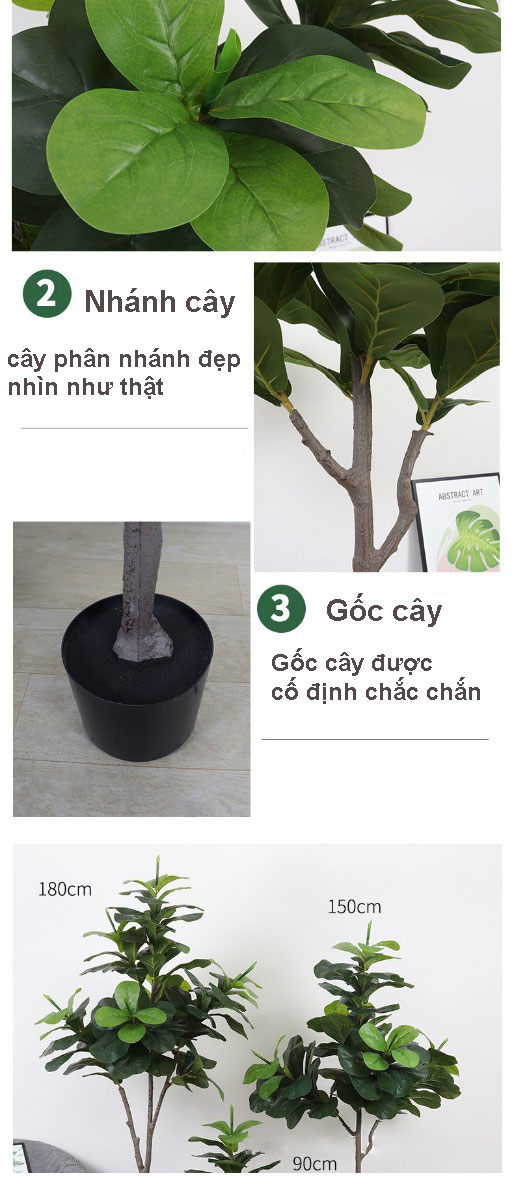 ABSTRACT
2
Nhánh cây
cây phân nhánh đẹp
nhìn như thật
ABSTRACT ART
3
Gốc cây
Gốc cây được
cố định chắc chắn
180cm
150cm
90cm